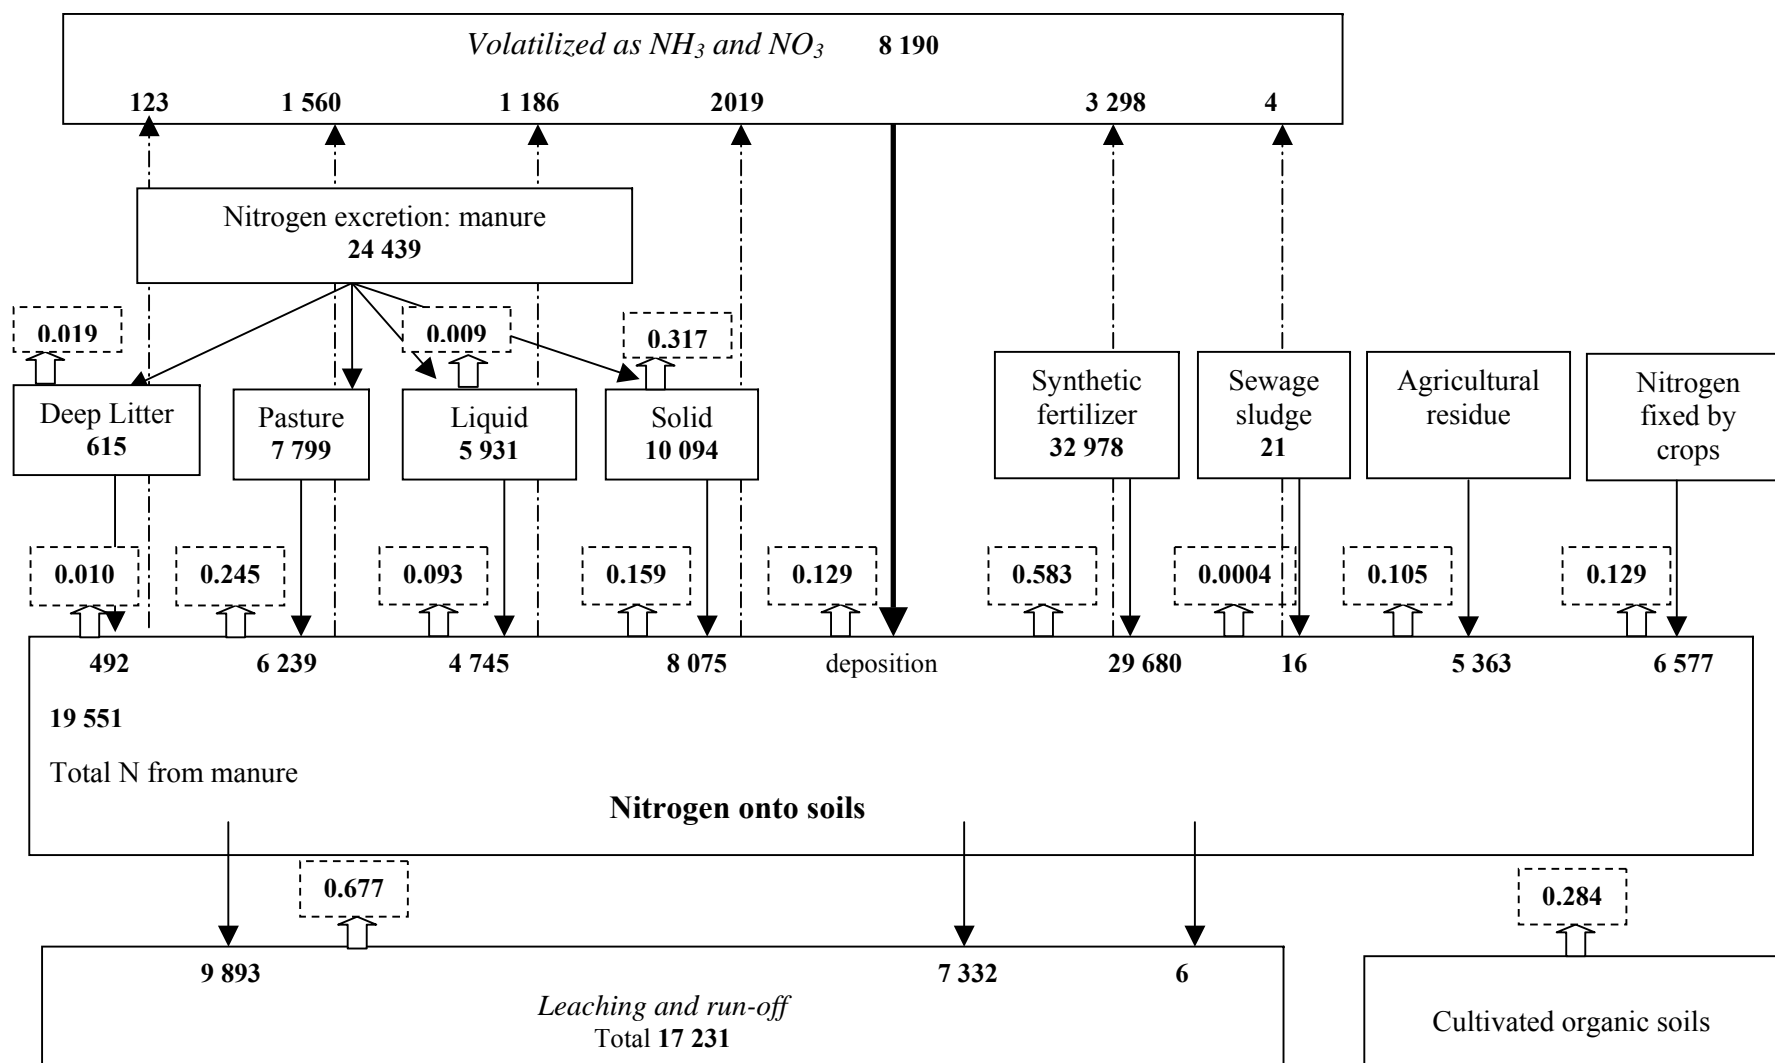 Volatilized as NH3 and NO3 8 190
123 1 560 1 186 2019 3 298 4
Nitrogen excretion: manure
24 439
0.019 0.009 0.317
Deep Litter
615
Pasture
7 799
Liquid
5 931
Solid
10 094
Synthetic
fertilizer
32 978
Sewage
sludge
21
Agricultural
residue
Nitrogen
fixed by
crops
0.010 0.245 0.093 0.159 0.129 0.583 0.0004 0.105 0.129
492 6 239 4 745 8 075 deposition 29 680 16 5 363 6 577
19 551
Total N from manure
Nitrogen onto soils
0.677 0.284
9 893 7 332 6
Leaching and run-off
Total 17 231
Cultivated organic soils